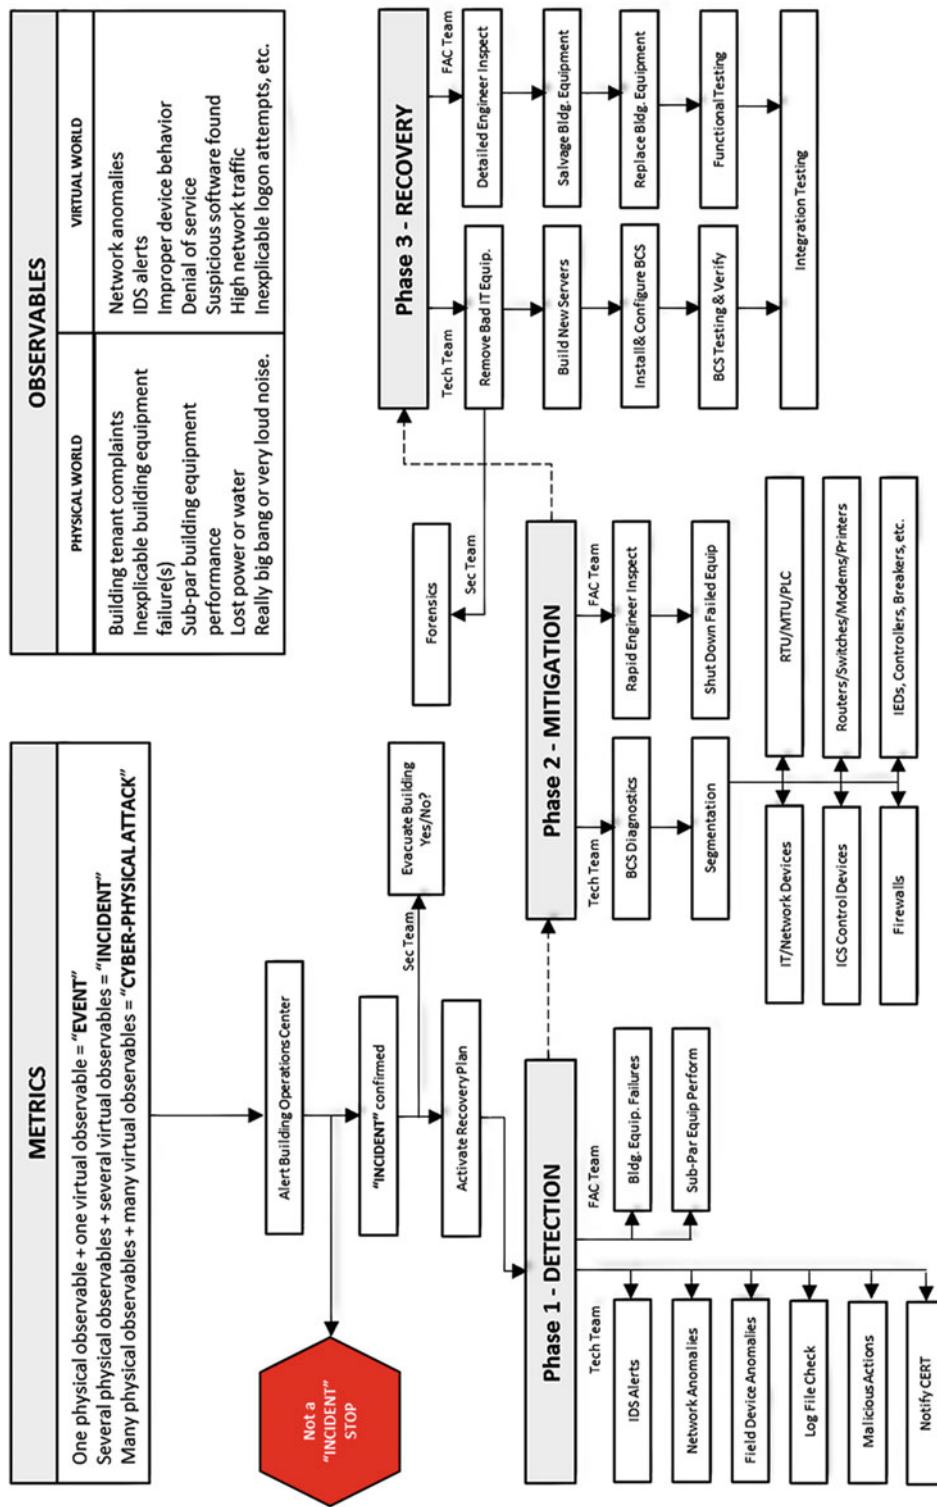 METRICS
One physical observable + one virtual observable = “EVENT”
Several physical observables + several virtual observables = “INCIDENT”
Many physical observables + many virtual observables = “CYBER-PHYSICAL ATTACK”
OBSERVABLES
PHYSICAL WORLD
Building tenant complaints
Inexplicable building equipment
failure(s)
Sub-par building equipment
performance
Lost power or water
Really big bang or very loud noise.
VIRTUAL WORLD
Network anomalies
IDS alerts
Improper device behavior
Denial of service
Suspicious software found
High network traffic
Inexplicable logon attempts, etc.
Alert Building Operations Center
Not a
“INCIDENT”
STOP
“INCIDENT” confirmed
Sec Team
Evacuate Building
Yes/No?
Activate Recovery Plan
Phase 1 - DETECTION
Tech Team
FAC Team
IDS Alerts
Network Anomalies
Field Device Anomalies
Log File Check
Malicious Actions
Notify CERT
Bldg. Equip. Failures
Sub-Par Equip Perform
Phase 2 - MITIGATION
Tech Team
FAC Team
BCS Diagnostics
Segmentation
Rapid Engineer Inspect
Shut Down Failed Equip
IT/Network Devices
RTU/MTU/PLC
ICS Control Devices
Routers/Switches/Modems/Printers
Firewalls
IEDs, Controllers, Breakers, etc.
Forensics
Sec Team
Phase 3 - RECOVERY
Tech Team
FAC Team
Remove Bad IT Equip.
Build New Servers
Install& Configure BCS
BCS Testing & Verify
Detailed Engineer Inspect
Salvage Bldg. Equipment
Replace Bldg. Equipment
Functional Testing
Integration Testing